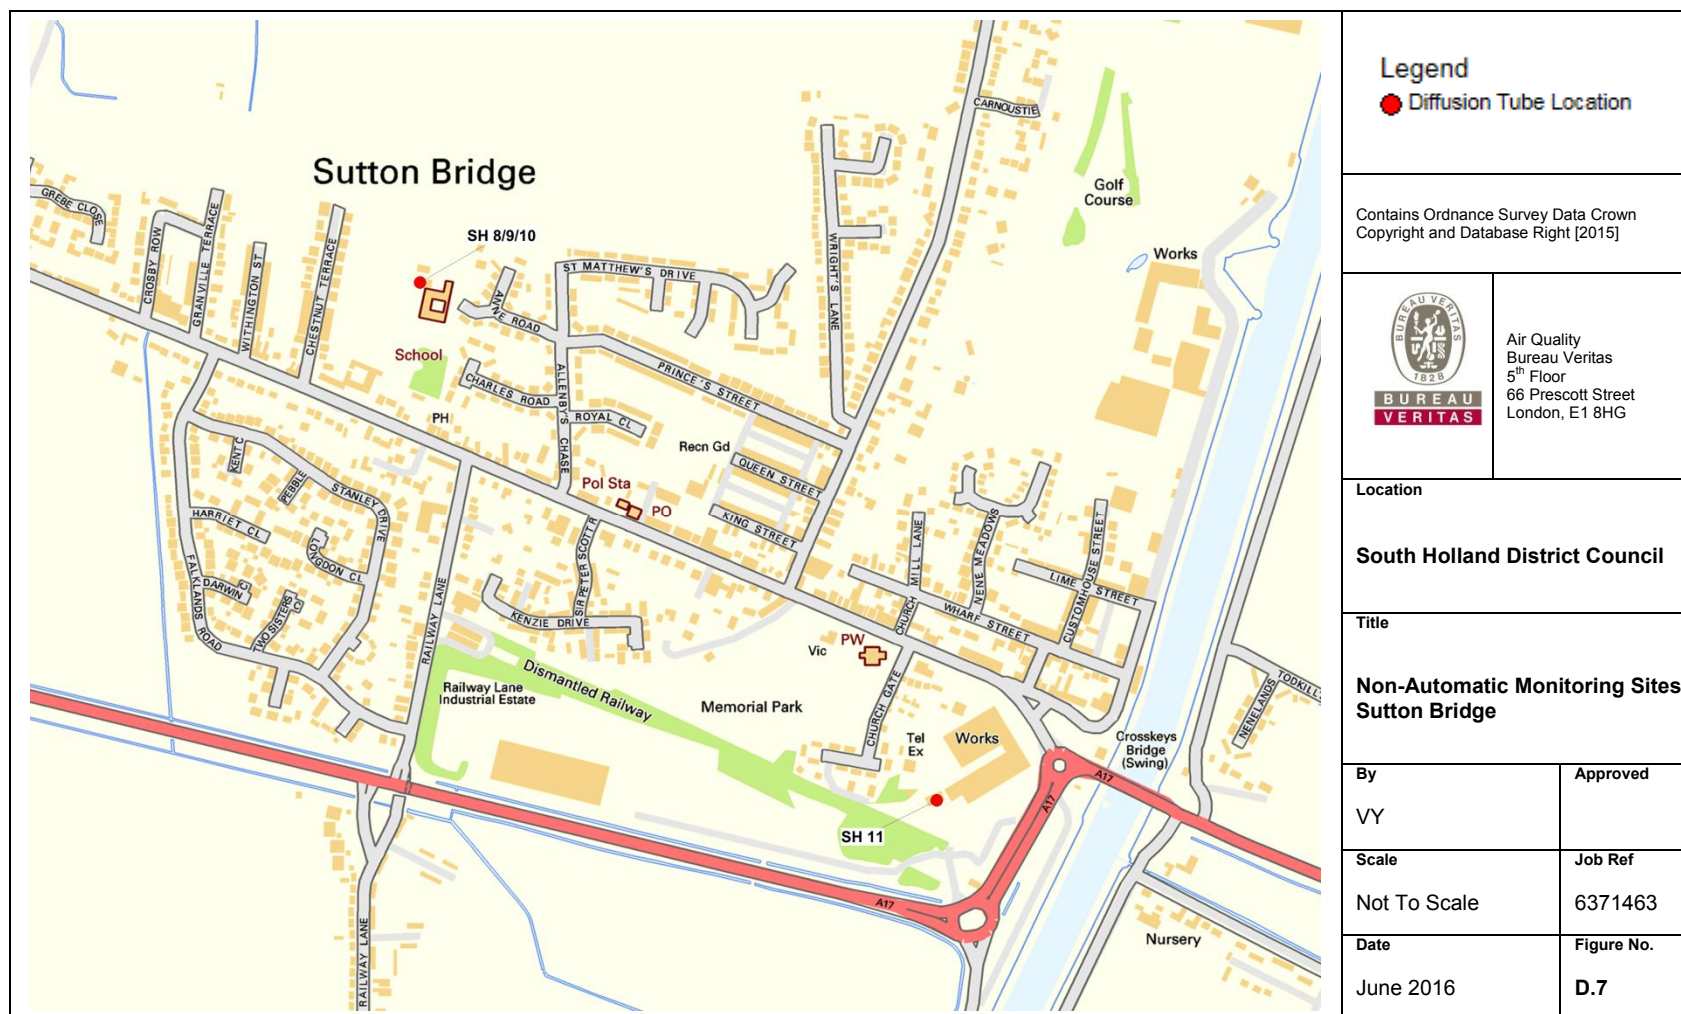 Sutton Bridge
SH 8/9/10
SH 11
GREBE CLOSE
CROSBY ROW
GRANVILLE TERRACE
WITHINGTON ST
CHESTNUT TERRACE
School
ANNE ROAD
ST MATTHEW'S DRIVE
WRIGHT'S LANE
CARNOUSTIE
Golf
Course
Works
PRINCE'S STREET
CHARLES ROAD
ALLENBY'S CHASE
ROYAL CL
PH
Recn Gd
QUEEN STREET
KING STREET
Pol Sta
PO
KENT C
PEBBLE
STANLEY DRIVE
HARRIET CL
LONGDON CL
DARWIN
CL
TWO SISTERS
CL
FALKLANDS
ROAD
RAILWAY LANE
SIR PETER SCOTT R
KENZIE DRIVE
MILL LANE
NENE MEADOWS
LIME STREET
CUSTOMHOUSE STREET
WHARF STREET
CHURCH
PW
Vic
CHURCH GATE
Railway Lane
Industrial Estate
Dismantled Railway
Memorial Park
Tel
Ex
Works
Crosskeys
Bridge
(Swing)
A17
A17
A17
NENELANDS
TODKILL
Nursery
RAILWAY LANE
Legend
Diffusion Tube Location
Contains Ordnance Survey Data Crown
Copyright and Database Right [2015]
BUREAU VERITAS
1828
BUREAU
VERITAS
Air Quality
Bureau Veritas
5th Floor
66 Prescott Street
London, E1 8HG
Location
South Holland District Council
Title
Non-Automatic Monitoring Sites
Sutton Bridge
By
Approved
VY
Scale
Job Ref
Not To Scale
6371463
Date
Figure No.
June 2016
D.7